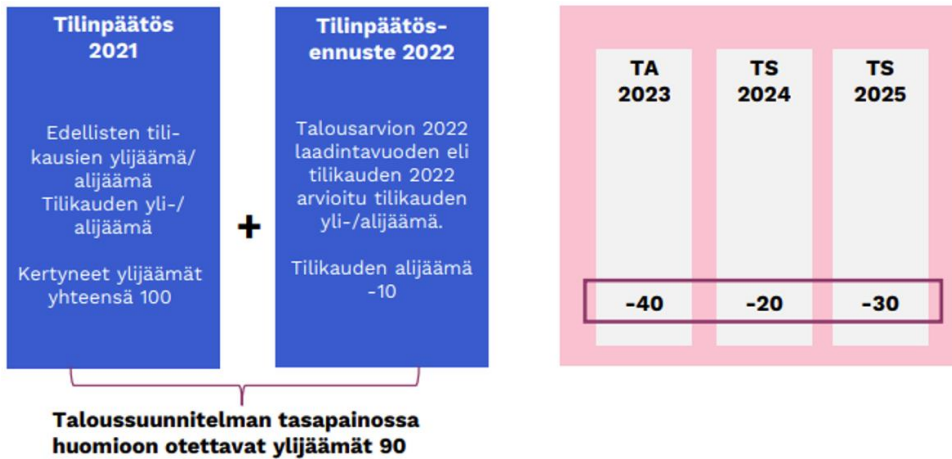 Tilinpäätös
2021
Edellisten tili-
kausien ylijäämä/
alijäämä
Tilikauden yli-/
alijäämä
Kertyneet ylijäämät
yhteensä 100
+
Tilinpäätös-
ennuste 2022
Talousarvion 2022
laadintavuoden eli
tilikauden 2022
arvioitu tilikauden
yli-/alijäämä.
Tilikauden alijäämä
-10
Taloussuunnitelman tasapainossa
huomioon otettavat ylijäämät 90
TA
2023
TS
2024
TS
2025
-40 -20 -30